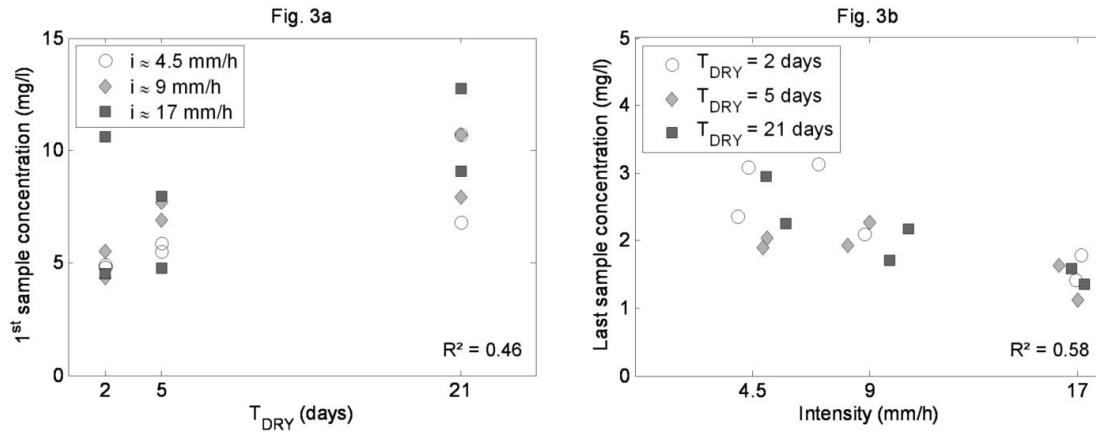 Fig. 3a
15
10
5
0
1st sample concentration (mg/l)
i ≈ 4.5 mm/h
i ≈ 9 mm/h
i ≈ 17 mm/h
R² = 0.46
2 5 21
TDRY (days)
Fig. 3b
5
4
3
2
1
0
Last sample concentration (mg/l)
TDRY = 2 days
TDRY = 5 days
TDRY = 21 days
R² = 0.58
4.5 9 17
Intensity (mm/h)